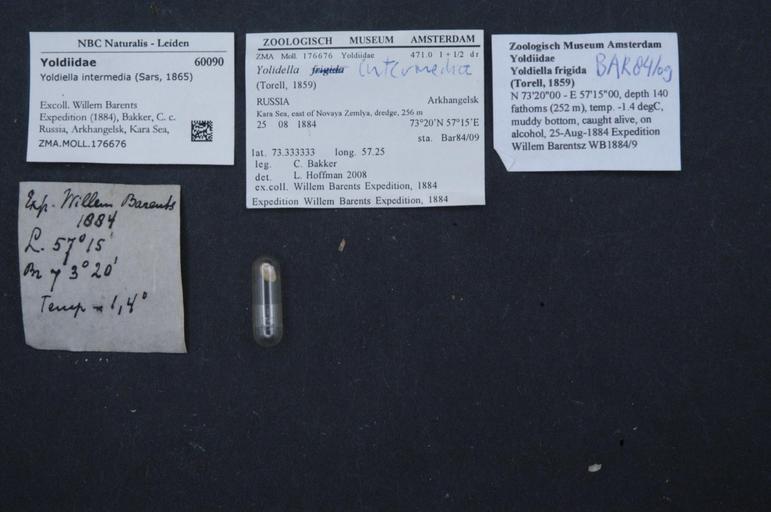 NBC Naturalis - Leiden
Yoldiidae 60090
Yoldiella intermedia (Sars, 1865)
Excoll. Willem Barents
Expedition (1884), Bakker, C. c.
Russia, Arkhangelsk, Kara Sea,
ZMA.MOLL.176676
ZOOLOGISCH MUSEUM AMSTERDAM
ZMA Moll. 176676 Yoldiidae 471.0 1 + 1/2 dr
Yolidella frigida intermedia
(Torell, 1859)
RUSSIA Arkhangelsk
Kara Sea, east of Novaya Zemlya, dredge, 256 m
25 08 1884 73°20'N 57°15'E
sta. Bar84/09
lat. 73.333333 long. 57.25
leg. C. Bakker
det. L. Hoffman 2008
ex.coll. Willem Barents Expedition, 1884
Expedition Willem Barents Expedition, 1884
Zoologisch Museum Amsterdam
Yoldiidae
Yoldiella frigida BAR84/09
(Torell, 1859)
N 73'20"00 - E 57'15"00, depth 140
fathoms (252 m), temp. -1.4 degC,
muddy bottom, caught alive, on
alcohol, 25-Aug-1884 Expedition
Willem Barentsz WB1884/9
Exp. Willem Barents
1884
L. 57°15'
Br 73°20'
Temp - 1,4°